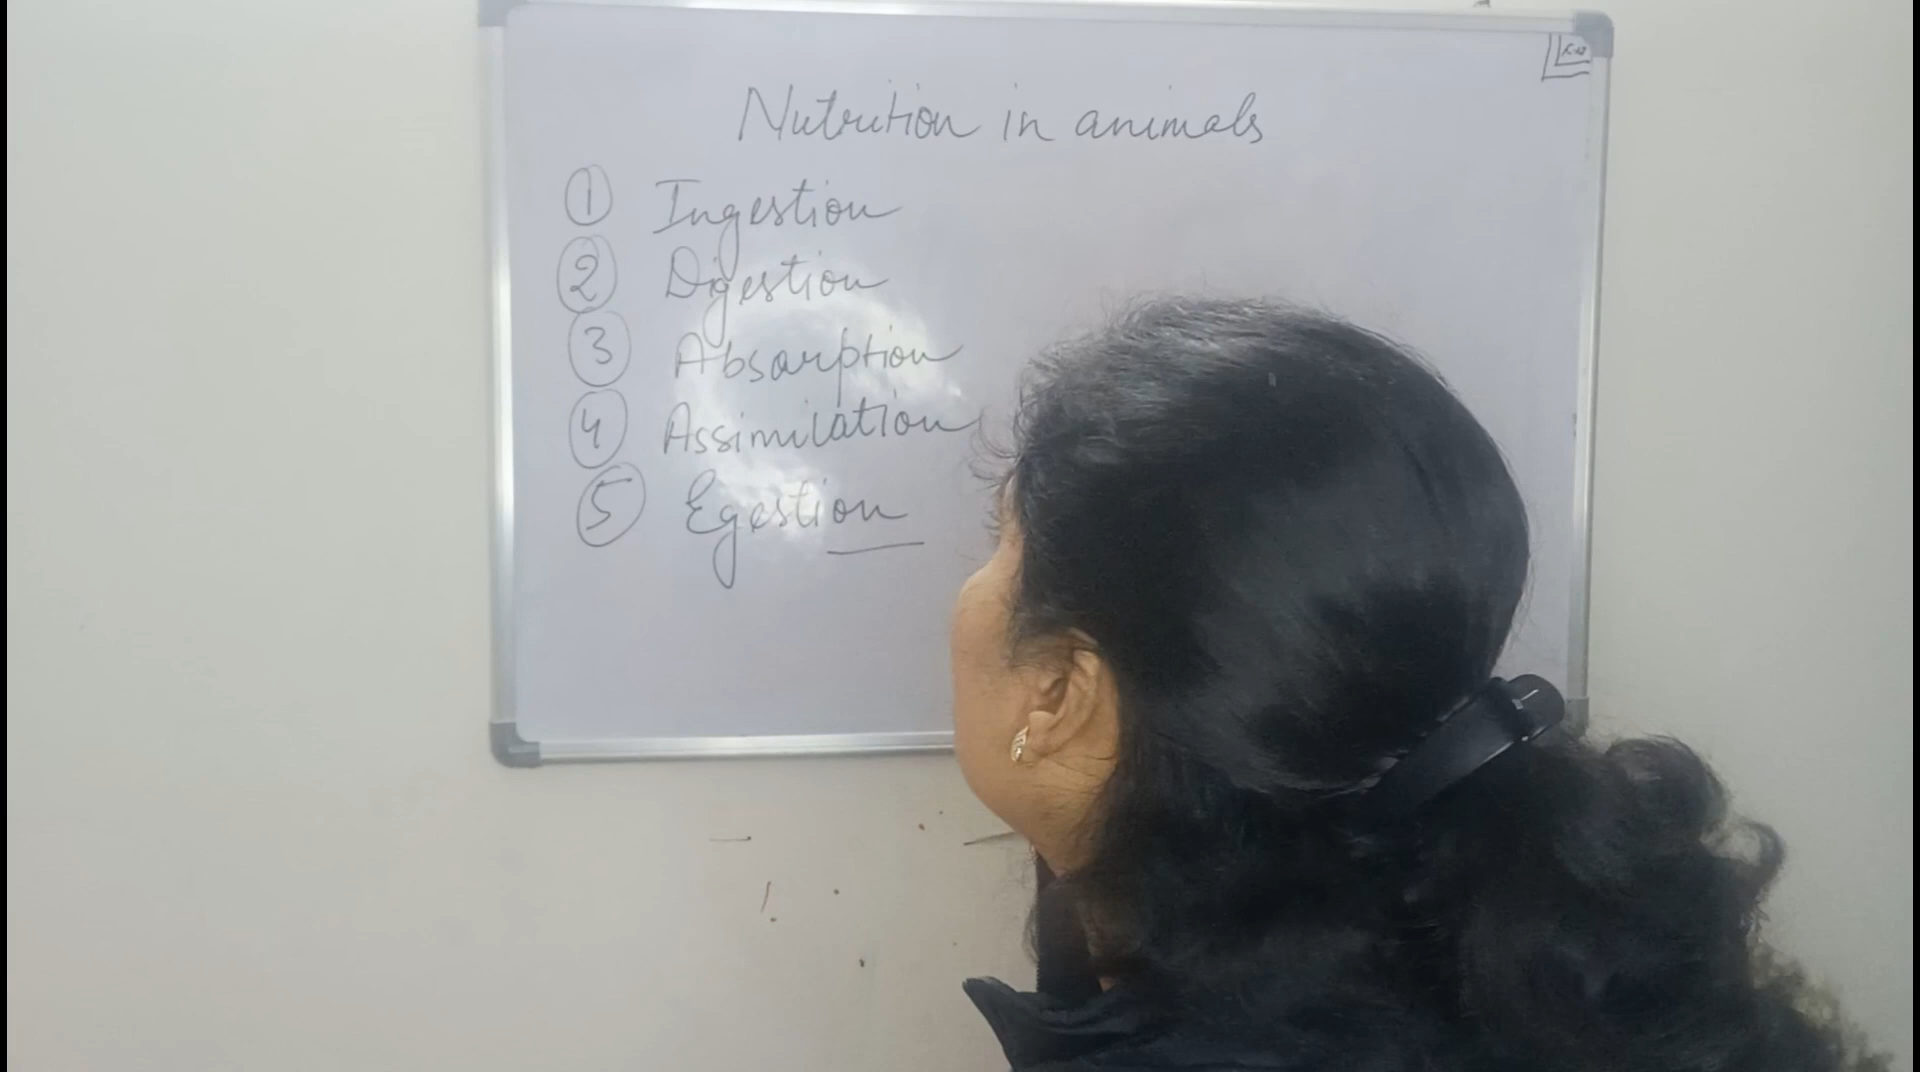 Nutrition in animals
① Ingestion
② Digestion
③ Absorption
④ Assimilation
⑤ Egestion